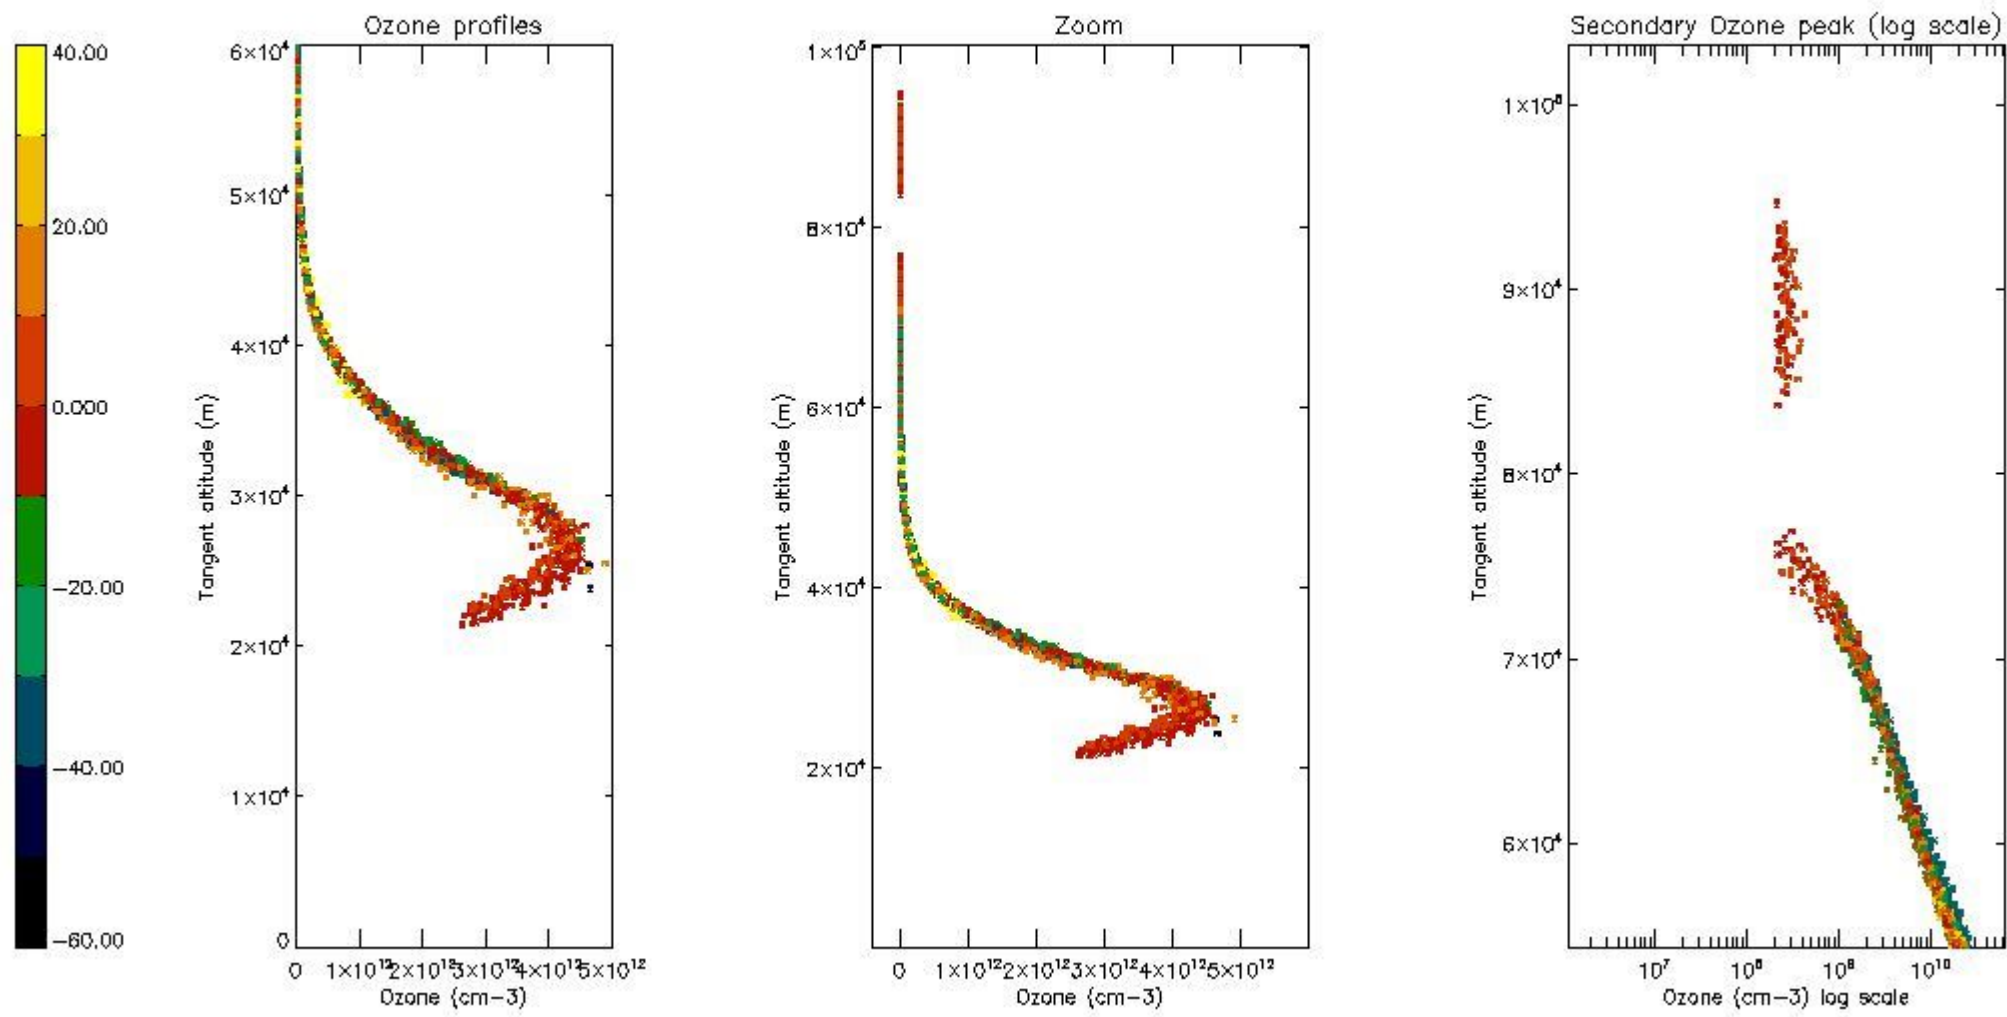 Ozone profiles
Zoom
Secondary Ozone peak (log scale)
40.00
20.00
0.000
−20.00
−40.00
−60.00
6×10⁴
5×10⁴
4×10⁴
3×10⁴
2×10⁴
1×10⁴
0
Tangent altitude (m)
0 1×10¹² 2×10¹² 3×10¹² 4×10¹² 5×10¹²
Ozone (cm−3)
1×10⁵
8×10⁴
6×10⁴
4×10⁴
2×10⁴
Tangent altitude (m)
0 1×10¹² 2×10¹² 3×10¹² 4×10¹² 5×10¹²
Ozone (cm−3)
9×10⁴
8×10⁴
7×10⁴
6×10⁴
Tangent altitude (m)
10⁷ 10⁸ 10⁹ 10¹⁰
Ozone (cm−3) log scale